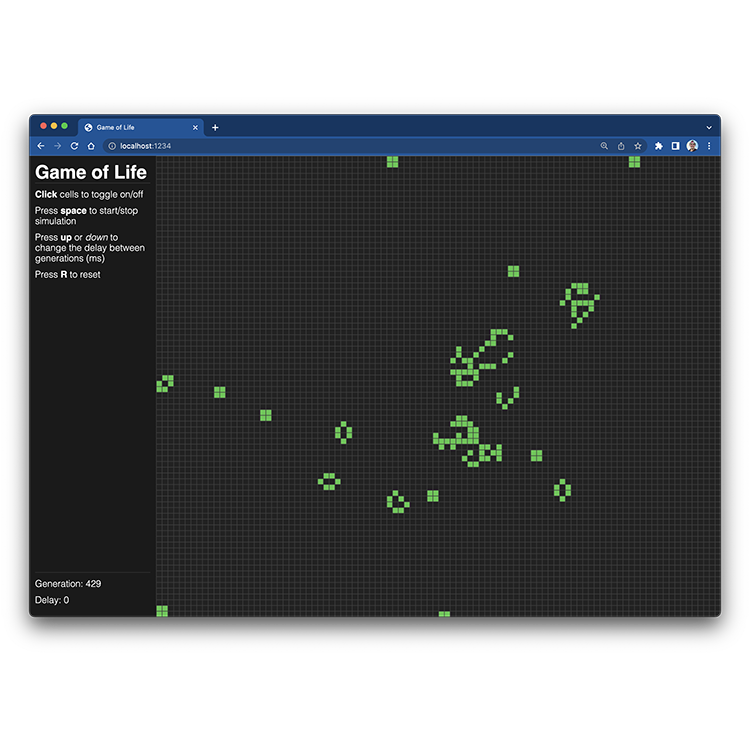 Game of Life
localhost:1234
Game of Life
Click cells to toggle on/off
Press space to start/stop
simulation
Press up or down to
change the delay between
generations (ms)
Press R to reset
Generation: 429
Delay: 0